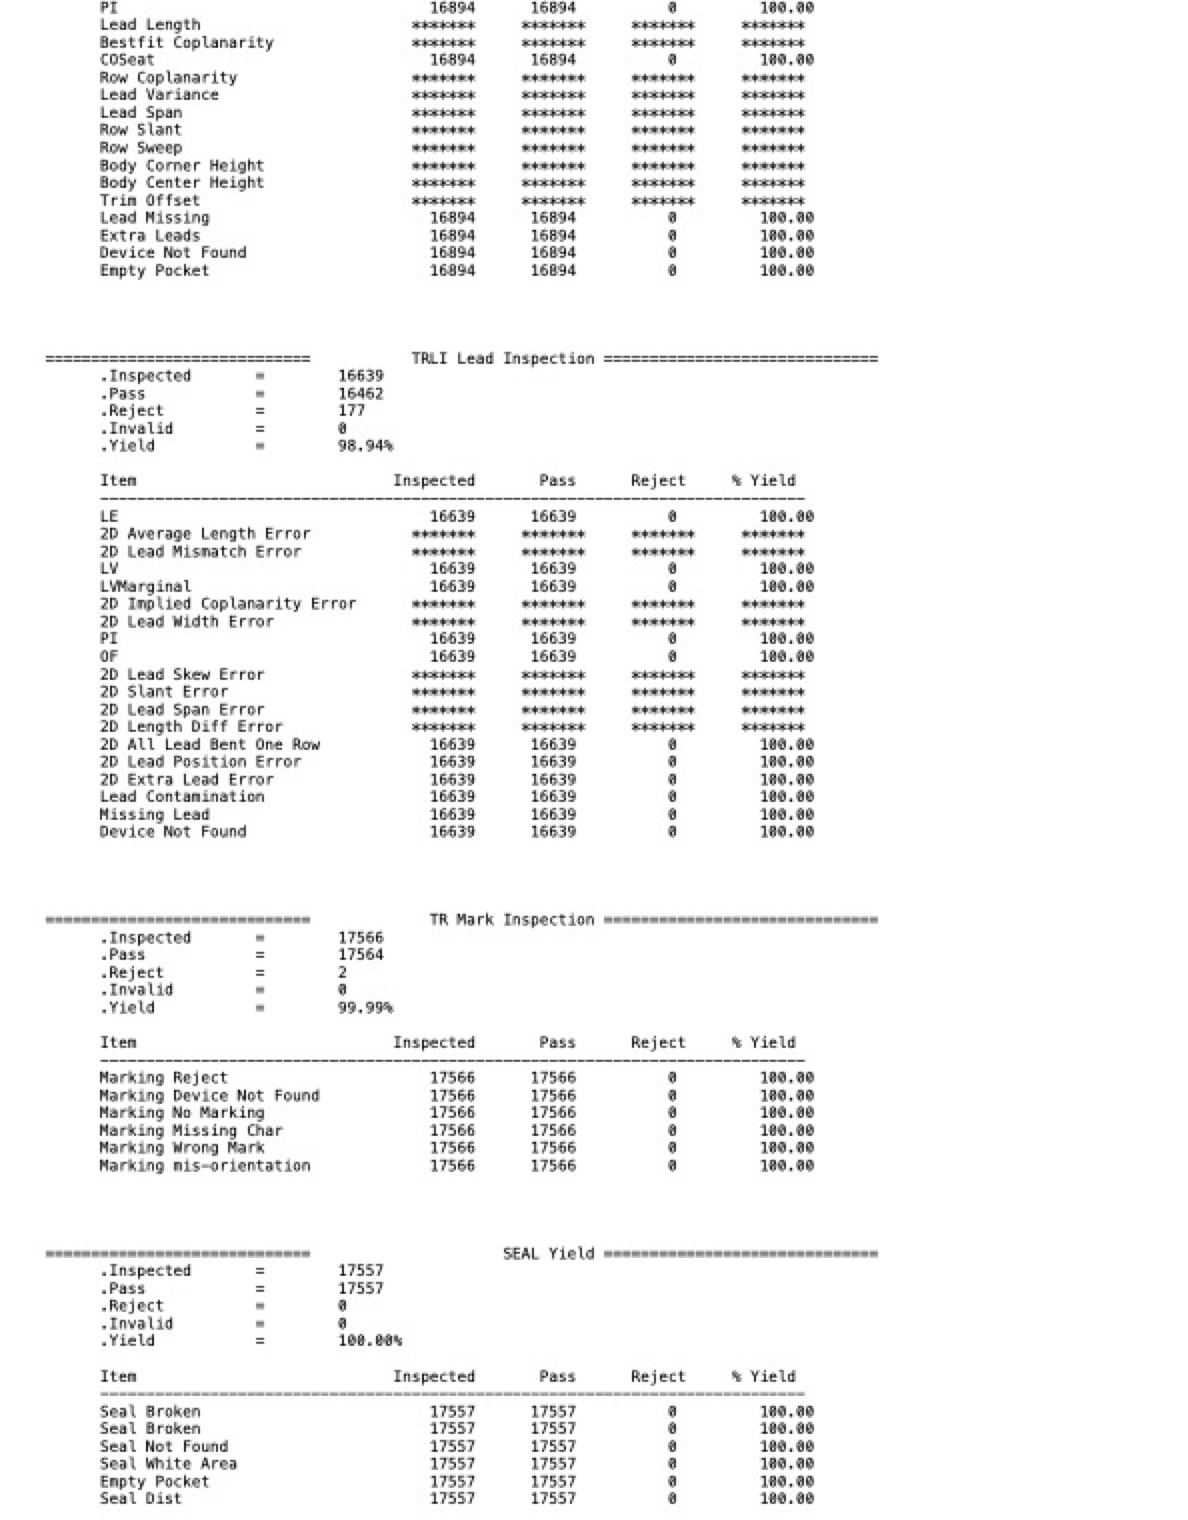 PI 16894 16894 0 100.00
Lead Length ******* ******* ******* *******
Bestfit Coplanarity ******* ******* ******* *******
COSeat 16894 16894 0 100.00
Row Coplanarity ******* ******* ******* *******
Lead Variance ******* ******* ******* *******
Lead Span ******* ******* ******* *******
Row Slant ******* ******* ******* *******
Row Sweep ******* ******* ******* *******
Body Corner Height ******* ******* ******* *******
Body Center Height ******* ******* ******* *******
Trim Offset ******* ******* ******* *******
Lead Missing 16894 16894 0 100.00
Extra Leads 16894 16894 0 100.00
Device Not Found 16894 16894 0 100.00
Empty Pocket 16894 16894 0 100.00
============================= TRLI Lead Inspection ==============================
.Inspected = 16639
.Pass = 16462
.Reject = 177
.Invalid = 0
.Yield = 98.94%
Item Inspected Pass Reject % Yield
-----------------------------------------------------------------------------
LE 16639 16639 0 100.00
2D Average Length Error ******* ******* ******* *******
2D Lead Mismatch Error ******* ******* ******* *******
LV 16639 16639 0 100.00
LVMarginal 16639 16639 0 100.00
2D Implied Coplanarity Error ******* ******* ******* *******
2D Lead Width Error ******* ******* ******* *******
PI 16639 16639 0 100.00
OF 16639 16639 0 100.00
2D Lead Skew Error ******* ******* ******* *******
2D Slant Error ******* ******* ******* *******
2D Lead Span Error ******* ******* ******* *******
2D Length Diff Error ******* ******* ******* *******
2D All Lead Bent One Row 16639 16639 0 100.00
2D Lead Position Error 16639 16639 0 100.00
2D Extra Lead Error 16639 16639 0 100.00
Lead Contamination 16639 16639 0 100.00
Missing Lead 16639 16639 0 100.00
Device Not Found 16639 16639 0 100.00
============================= TR Mark Inspection ==============================
.Inspected = 17566
.Pass = 17564
.Reject = 2
.Invalid = 0
.Yield = 99.99%
Item Inspected Pass Reject % Yield
-----------------------------------------------------------------------------
Marking Reject 17566 17566 0 100.00
Marking Device Not Found 17566 17566 0 100.00
Marking No Marking 17566 17566 0 100.00
Marking Missing Char 17566 17566 0 100.00
Marking Wrong Mark 17566 17566 0 100.00
Marking mis-orientation 17566 17566 0 100.00
============================= SEAL Yield ==============================
.Inspected = 17557
.Pass = 17557
.Reject = 0
.Invalid = 0
.Yield = 100.00%
Item Inspected Pass Reject % Yield
-----------------------------------------------------------------------------
Seal Broken 17557 17557 0 100.00
Seal Broken 17557 17557 0 100.00
Seal Not Found 17557 17557 0 100.00
Seal White Area 17557 17557 0 100.00
Empty Pocket 17557 17557 0 100.00
Seal Dist 17557 17557 0 100.00